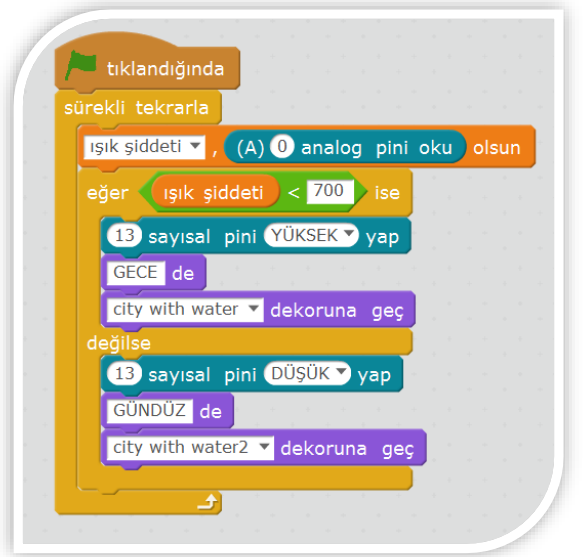 tıklandığında
sürekli tekrarla
ışık şiddeti , (A) 0 analog pini oku olsun
eğer ışık şiddeti < 700 ise
13 sayısal pini YÜKSEK yap
GECE de
city with water dekoruna geç
değilse
13 sayısal pini DÜŞÜK yap
GÜNDÜZ de
city with water2 dekoruna geç